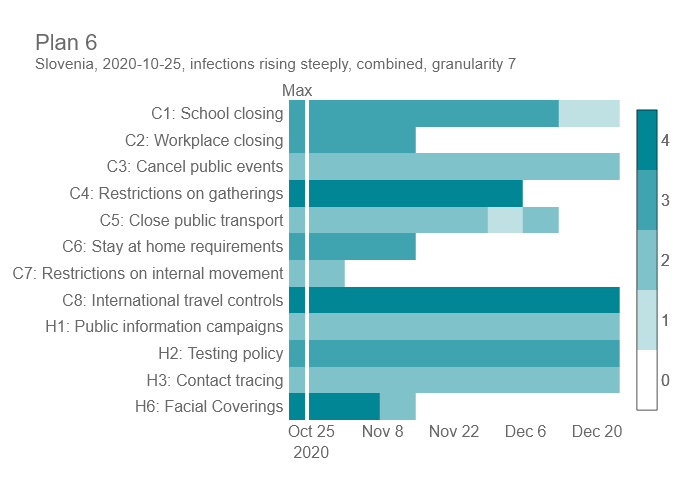 Plan 6
Slovenia, 2020-10-25, infections rising steeply, combined, granularity 7
Max
C1: School closing
C2: Workplace closing
C3: Cancel public events
C4: Restrictions on gatherings
C5: Close public transport
C6: Stay at home requirements
C7: Restrictions on internal movement
C8: International travel controls
H1: Public information campaigns
H2: Testing policy
H3: Contact tracing
H6: Facial Coverings
Oct 25 Nov 8 Nov 22 Dec 6 Dec 20
2020
4
3
2
1
0